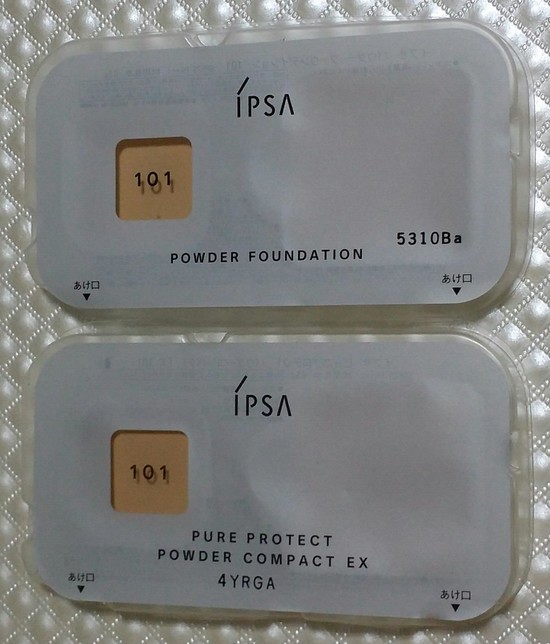 ÍPSA
101
5310Ba
POWDER FOUNDATION
あけ口
▼
あけ口
▼
ÍPSA
101
PURE PROTECT
POWDER COMPACT EX
4YRGA
あけ口
▼
あけ口
▼